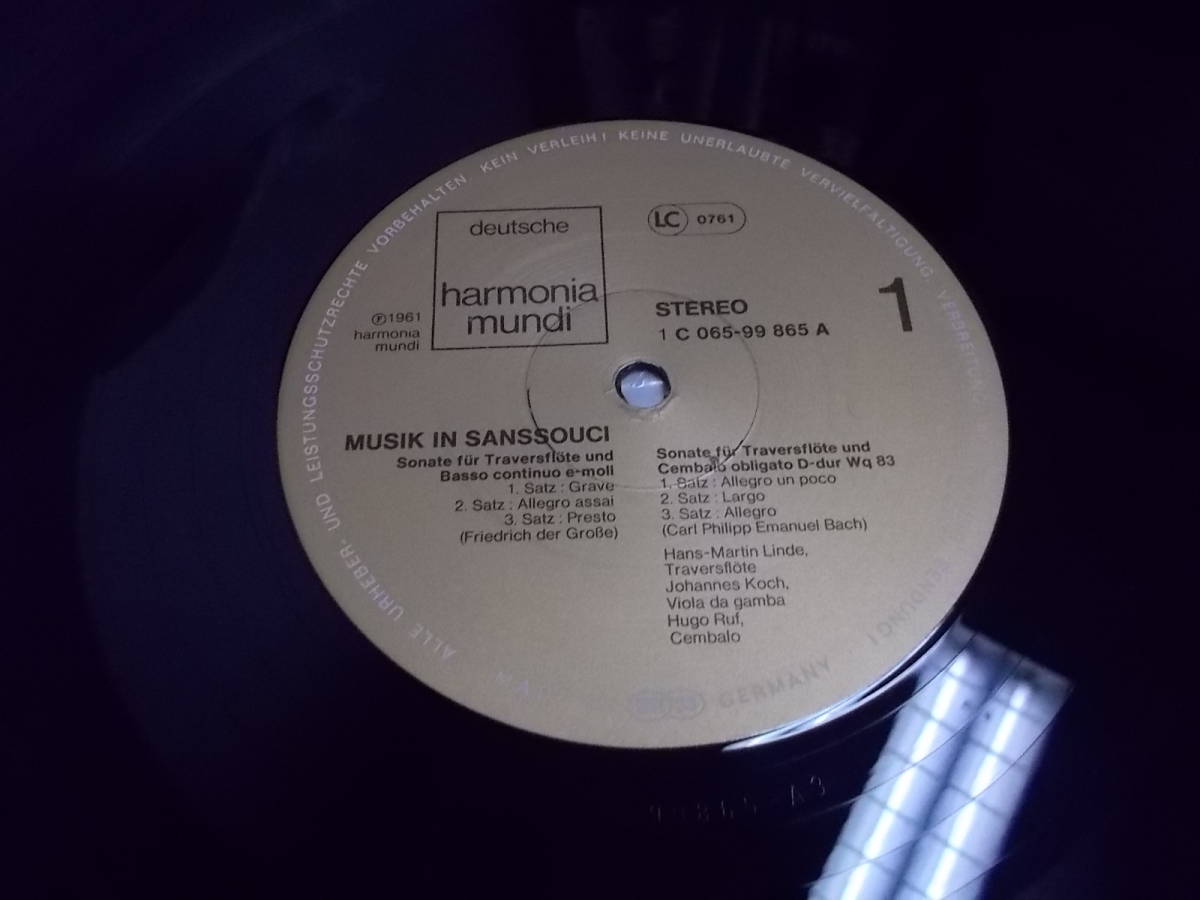 ALLE URHEBER- UND LEISTUNGSSCHUTZRECHTE VORBEHALTEN KEIN VERLEIH! KEINE UNERLAUBTE VERVIELFÄLTIGUNG, VERBREITUNG, SENDUNG!
deutsche
harmonia
mundi
LC 0761
℗1961
harmonia
mundi
STEREO
1 C 065-99 865 A
1
MUSIK IN SANSSOUCI
Sonate für Traversflöte und
Basso continuo e-moll
1. Satz : Grave
2. Satz : Allegro assai
3. Satz : Presto
(Friedrich der Große)
Sonate für Traversflöte und
Cembalo obligato D-dur Wq 83
1. Satz : Allegro un poco
2. Satz : Largo
3. Satz : Allegro
(Carl Philipp Emanuel Bach)
Hans-Martin Linde,
Traversflöte
Johannes Koch,
Viola da gamba
Hugo Ruf,
Cembalo
GERMANY
99865 A3